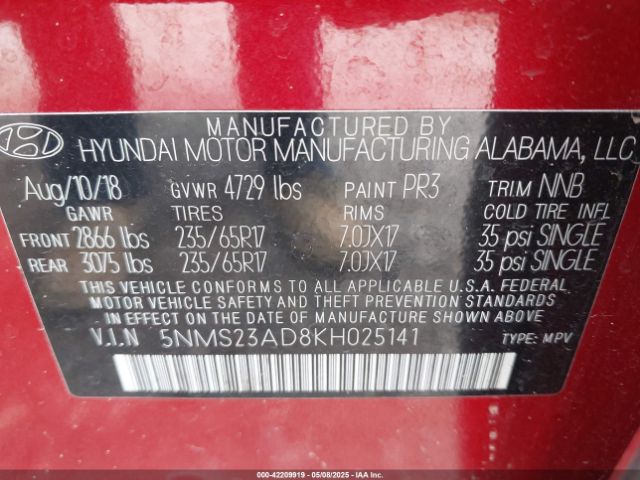 MANUFACTURED BY
HYUNDAI MOTOR MANUFACTURING ALABAMA, LLC
Aug/10/18 GVWR 4729 lbs PAINT PR3 TRIM NNB
GAWR TIRES RIMS COLD TIRE INFL
FRONT 2866 lbs 235/65R17 7.0JX17 35 psi SINGLE
REAR 3075 lbs 235/65R17 7.0JX17 35 psi SINGLE
THIS VEHICLE CONFORMS TO ALL APPLICABLE U.S.A. FEDERAL
MOTOR VEHICLE SAFETY AND THEFT PREVENTION STANDARDS
IN EFFECT ON THE DATE OF MANUFACTURE SHOWN ABOVE.
V.I.N 5NMS23AD8KH025141 TYPE: MPV
000-42209919 - 05/08/2025 - IAA Inc.